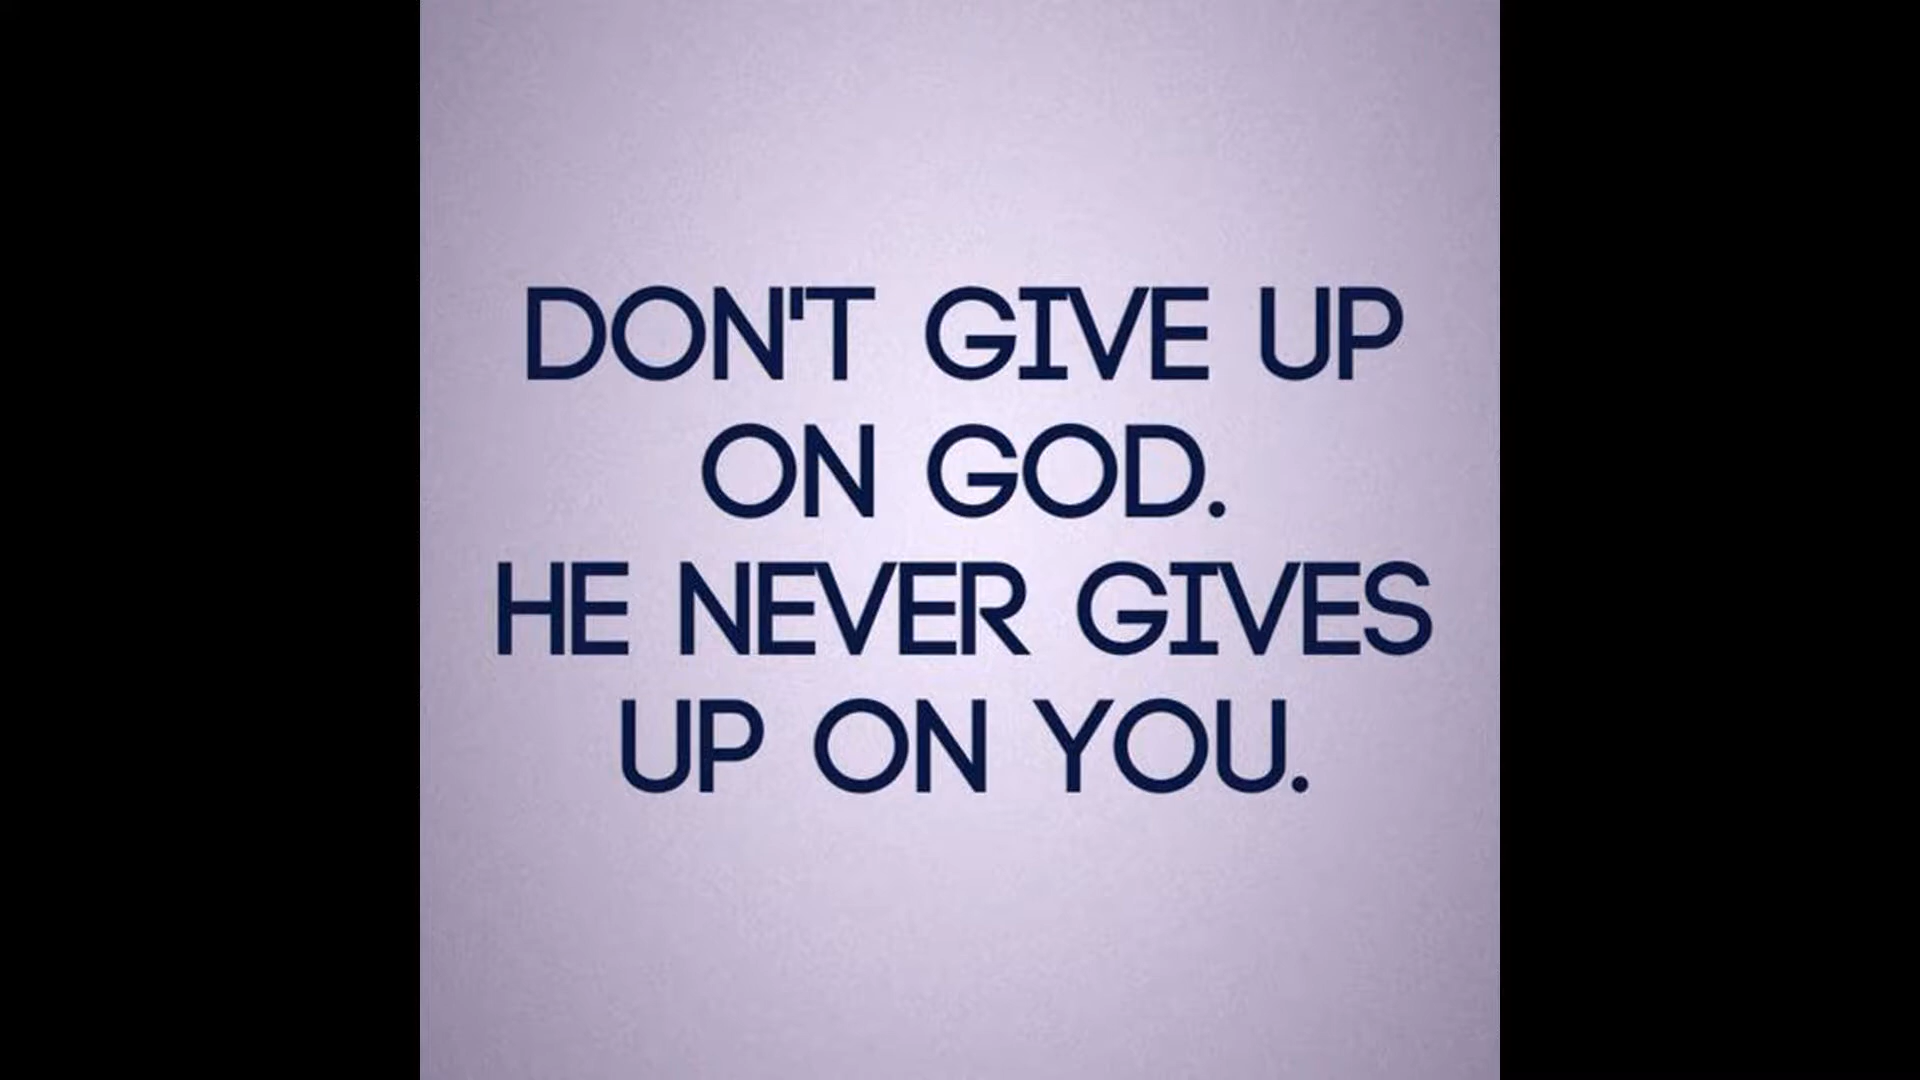 DON'T GIVE UP
ON GOD.
HE NEVER GIVES
UP ON YOU.